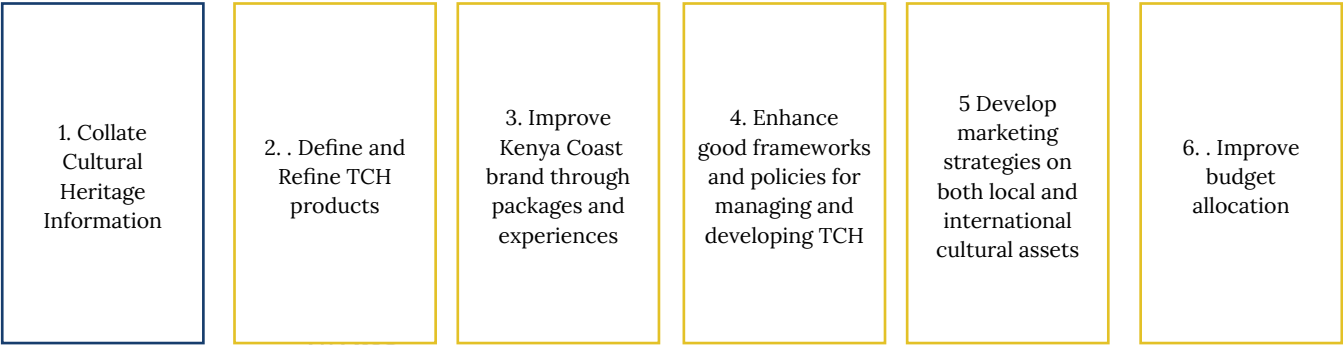 1. Collate
Cultural
Heritage
Information
2. . Define and
Refine TCH
products
3. Improve
Kenya Coast
brand through
packages and
experiences
4. Enhance
good frameworks
and policies for
managing and
developing TCH
5 Develop
marketing
strategies on
both local and
international
cultural assets
6. . Improve
budget
allocation